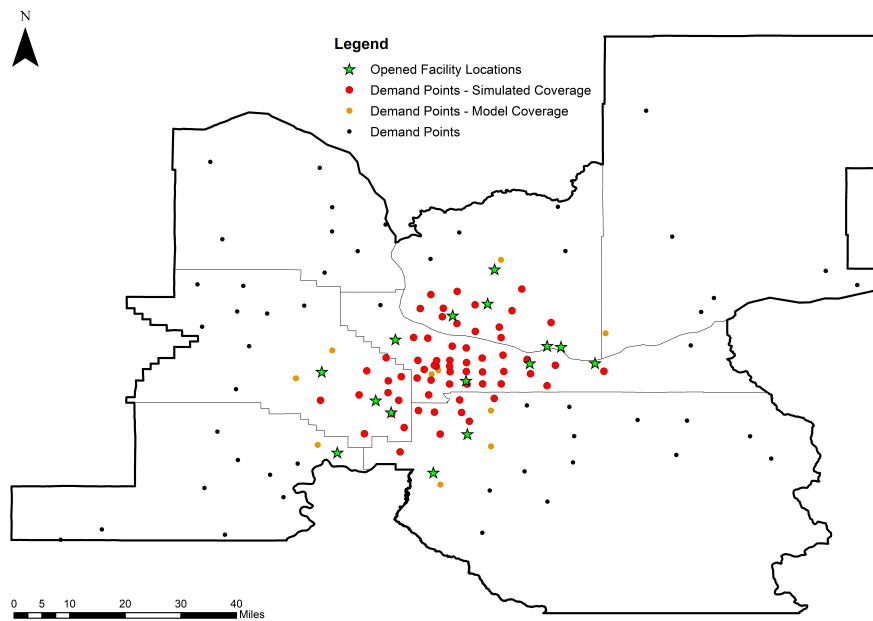 N
Legend
Opened Facility Locations
Demand Points - Simulated Coverage
Demand Points - Model Coverage
Demand Points
0 5 10 20 30 40
Miles